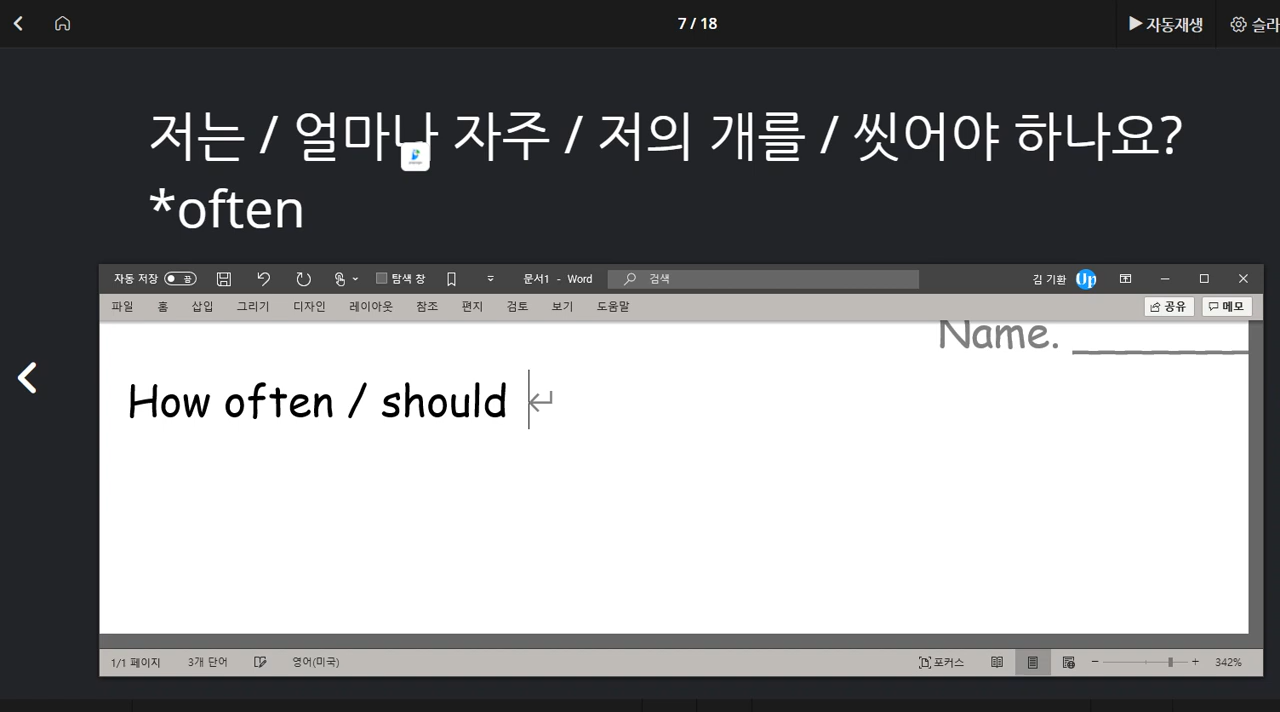 7 / 18
▶ 자동재생
슬라
저는 / 얼마나 자주 / 저의 개를 / 씻어야 하나요?
*often
자동 저장 끔 탐색 창 문서1 - Word 검색 김 기환 Up
파일 홈 삽입 그리기 디자인 레이아웃 참조 편지 검토 보기 도움말 공유 메모
Name. __________
How often / should
1/1 페이지 3개 단어 영어(미국) 포커스 342%